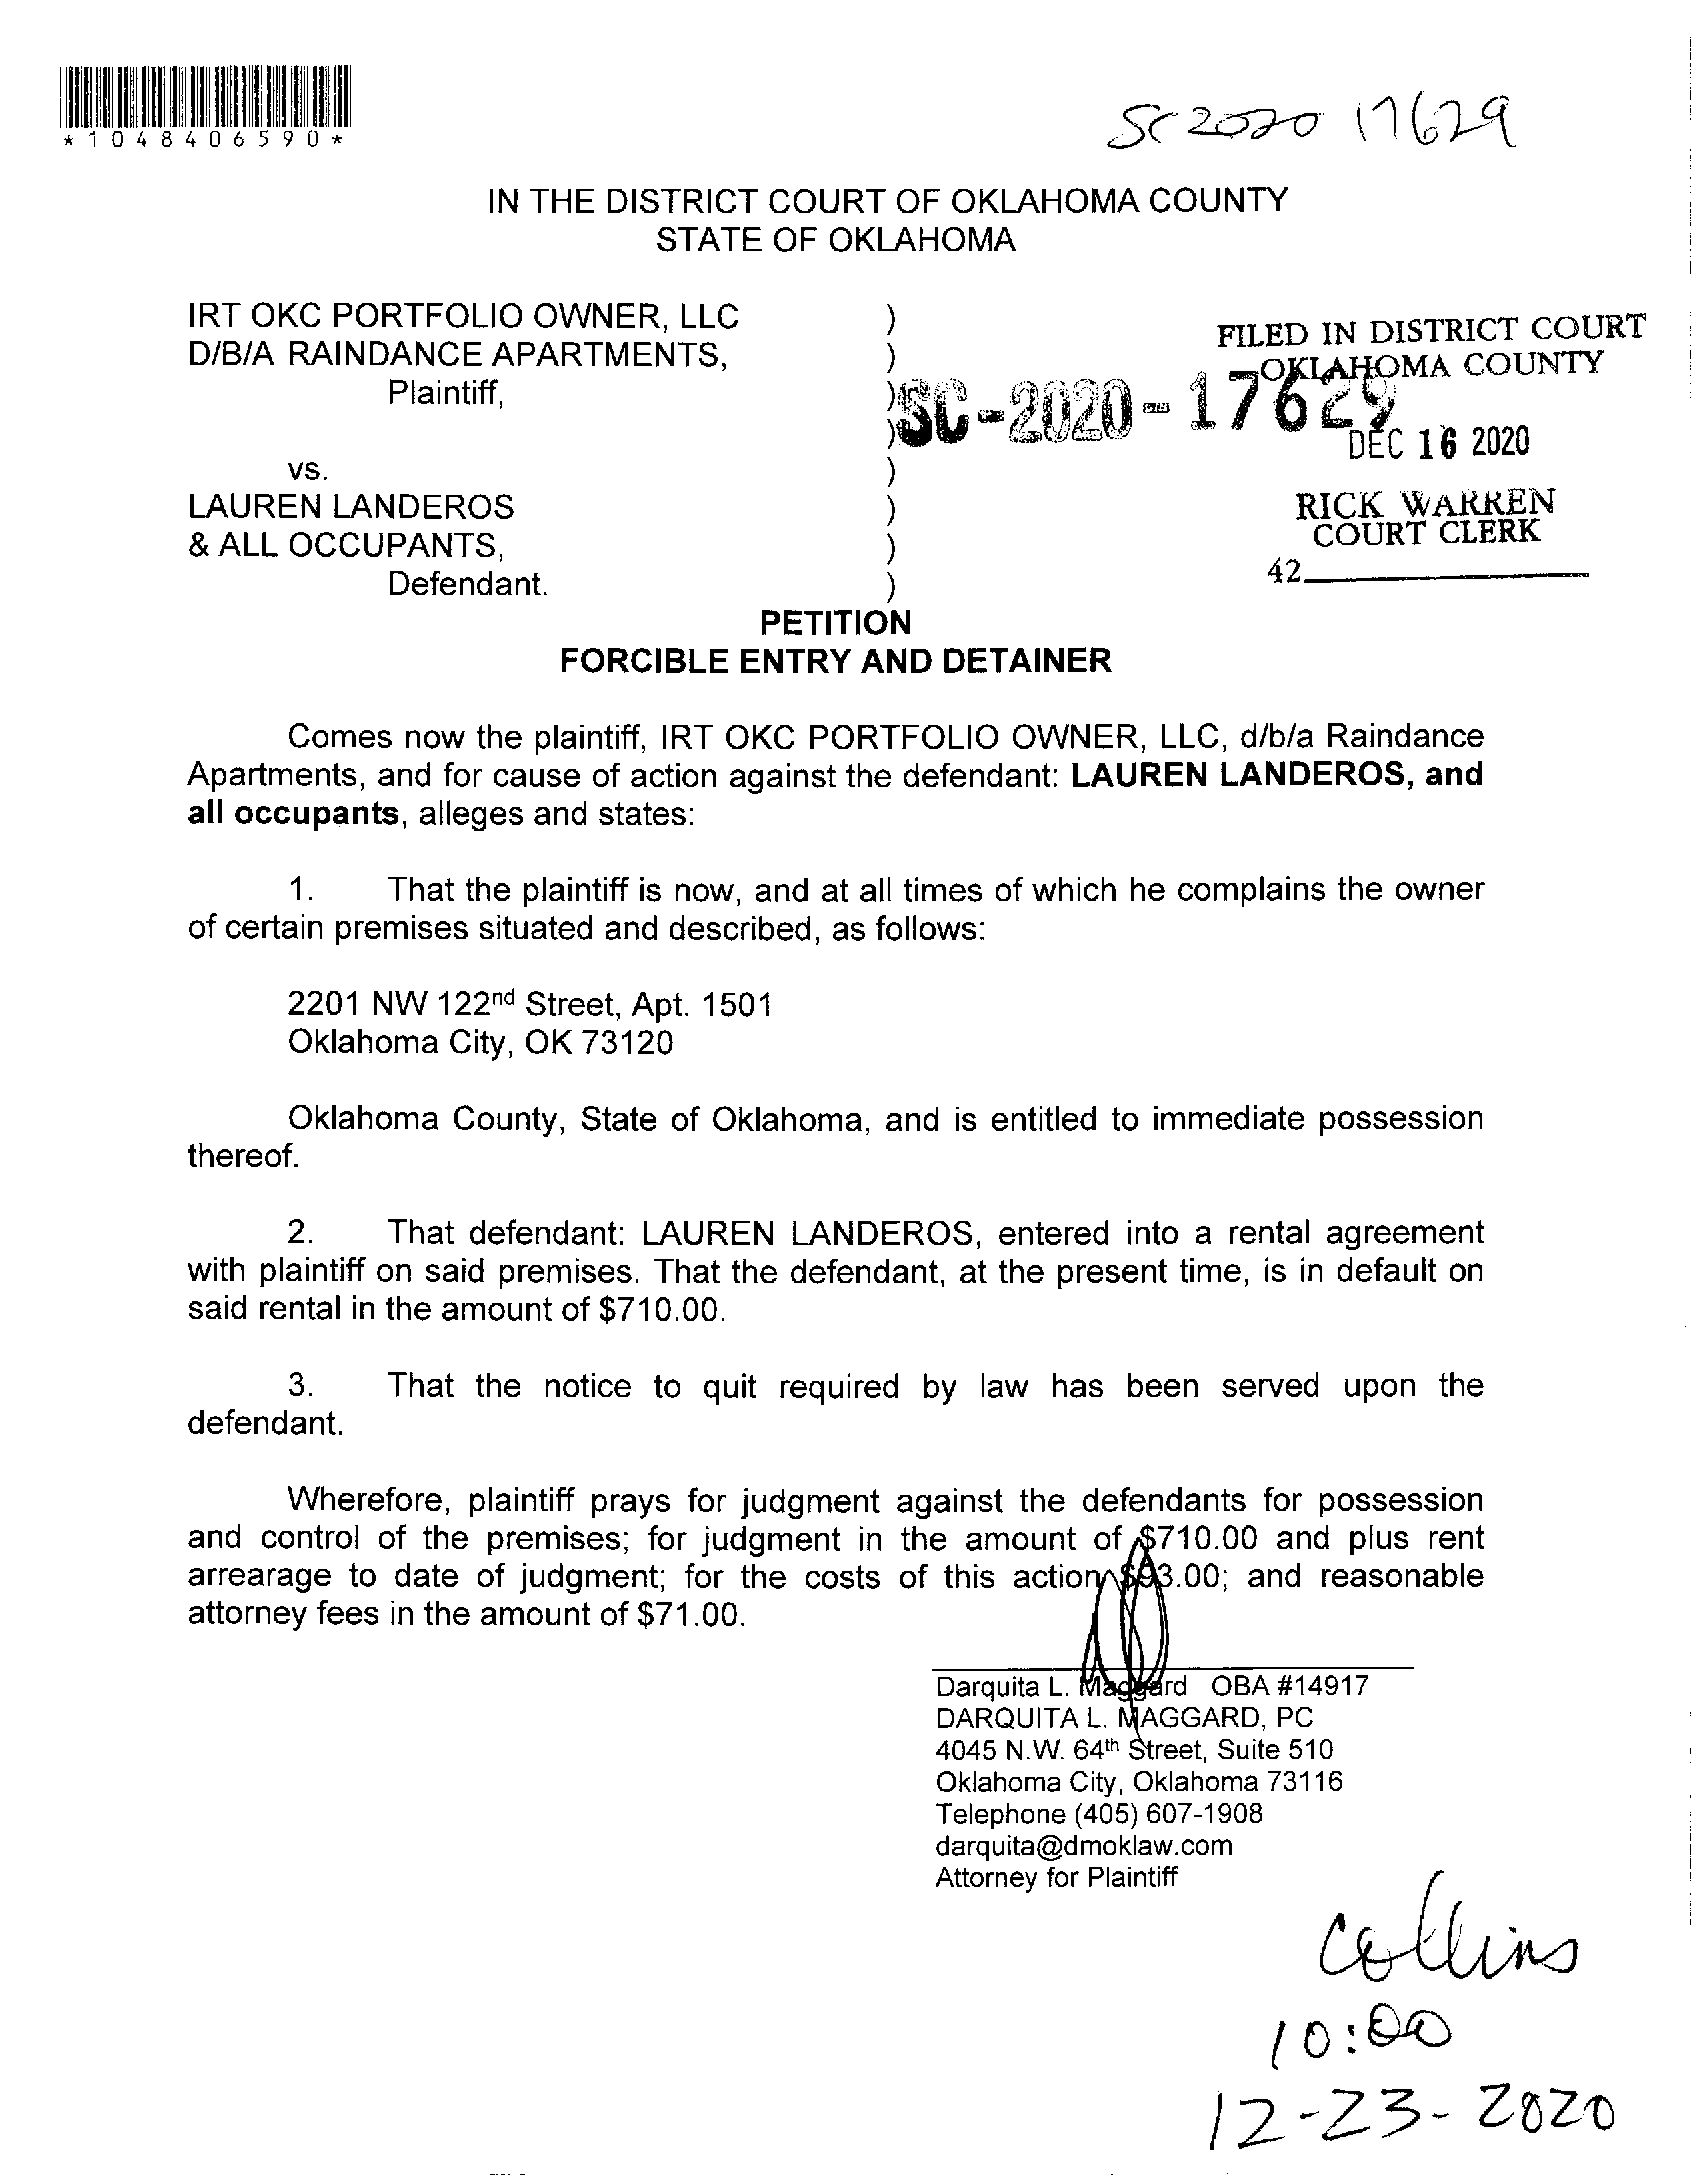 *1048406590*
SC 2020 17629
IN THE DISTRICT COURT OF OKLAHOMA COUNTY
STATE OF OKLAHOMA
IRT OKC PORTFOLIO OWNER, LLC )
D/B/A RAINDANCE APARTMENTS, )
Plaintiff, )
)
vs. )
LAUREN LANDEROS )
& ALL OCCUPANTS, )
Defendant. )
FILED IN DISTRICT COURT
OKLAHOMA COUNTY
SC-2020-17629
DEC 16 2020
RICK WARREN
COURT CLERK
42
PETITION
FORCIBLE ENTRY AND DETAINER
Comes now the plaintiff, IRT OKC PORTFOLIO OWNER, LLC, d/b/a Raindance
Apartments, and for cause of action against the defendant: LAUREN LANDEROS, and
all occupants, alleges and states:
1. That the plaintiff is now, and at all times of which he complains the owner
of certain premises situated and described, as follows:
2201 NW 122nd Street, Apt. 1501
Oklahoma City, OK 73120
Oklahoma County, State of Oklahoma, and is entitled to immediate possession
thereof.
2. That defendant: LAUREN LANDEROS, entered into a rental agreement
with plaintiff on said premises. That the defendant, at the present time, is in default on
said rental in the amount of $710.00.
3. That the notice to quit required by law has been served upon the
defendant.
Wherefore, plaintiff prays for judgment against the defendants for possession
and control of the premises; for judgment in the amount of $710.00 and plus rent
arrearage to date of judgment; for the costs of this action $93.00; and reasonable
attorney fees in the amount of $71.00.
Darquita L. Maggard OBA #14917
DARQUITA L. MAGGARD, PC
4045 N.W. 64th Street, Suite 510
Oklahoma City, Oklahoma 73116
Telephone (405) 607-1908
darquita@dmoklaw.com
Attorney for Plaintiff
Collins
10:00
12-23-2020